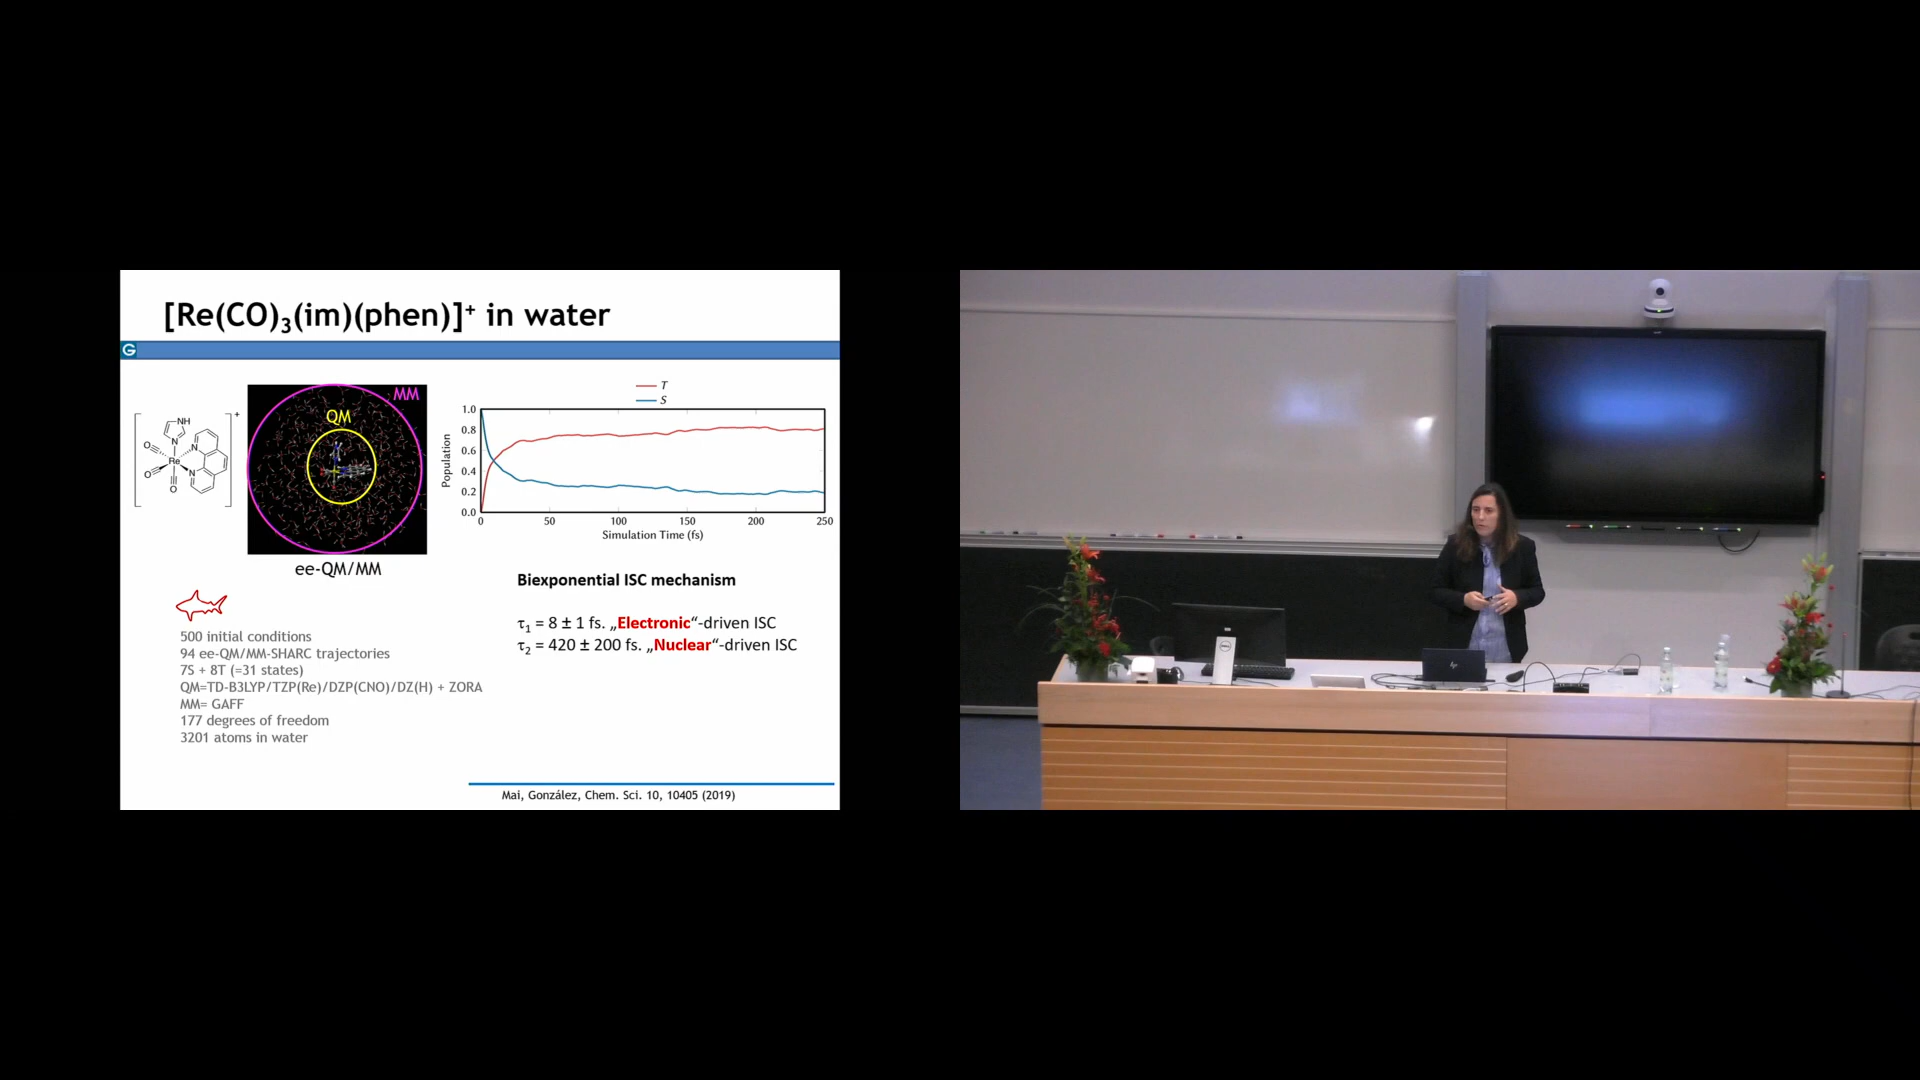 [Re(CO)3(im)(phen)]+ in water
G
MM
QM
+
NH
N
OC
Re
N
N
OC
C
O
ee-QM/MM
T
S
Population
1.0
0.8
0.6
0.4
0.2
0.0
0
50
100
150
200
250
Simulation Time (fs)
Biexponential ISC mechanism
τ1 = 8 ± 1 fs. „Electronic“-driven ISC
τ2 = 420 ± 200 fs. „Nuclear“-driven ISC
500 initial conditions
94 ee-QM/MM-SHARC trajectories
7S + 8T (=31 states)
QM=TD-B3LYP/TZP(Re)/DZP(CNO)/DZ(H) + ZORA
MM= GAFF
177 degrees of freedom
3201 atoms in water
Mai, González, Chem. Sci. 10, 10405 (2019)
hp